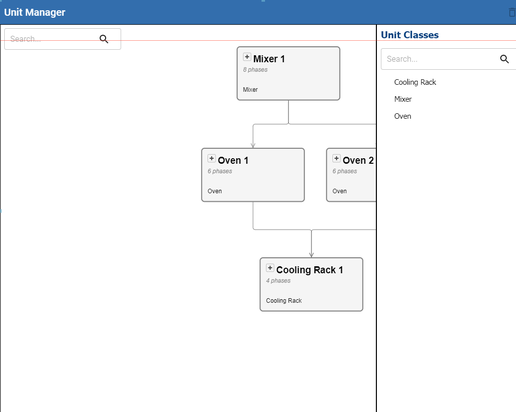 Unit Manager
Search...
Mixer 1
8 phases
Mixer
Oven 1
6 phases
Oven
Oven 2
6 phases
Oven
Cooling Rack 1
4 phases
Cooling Rack
Unit Classes
Search...
Cooling Rack
Mixer
Oven